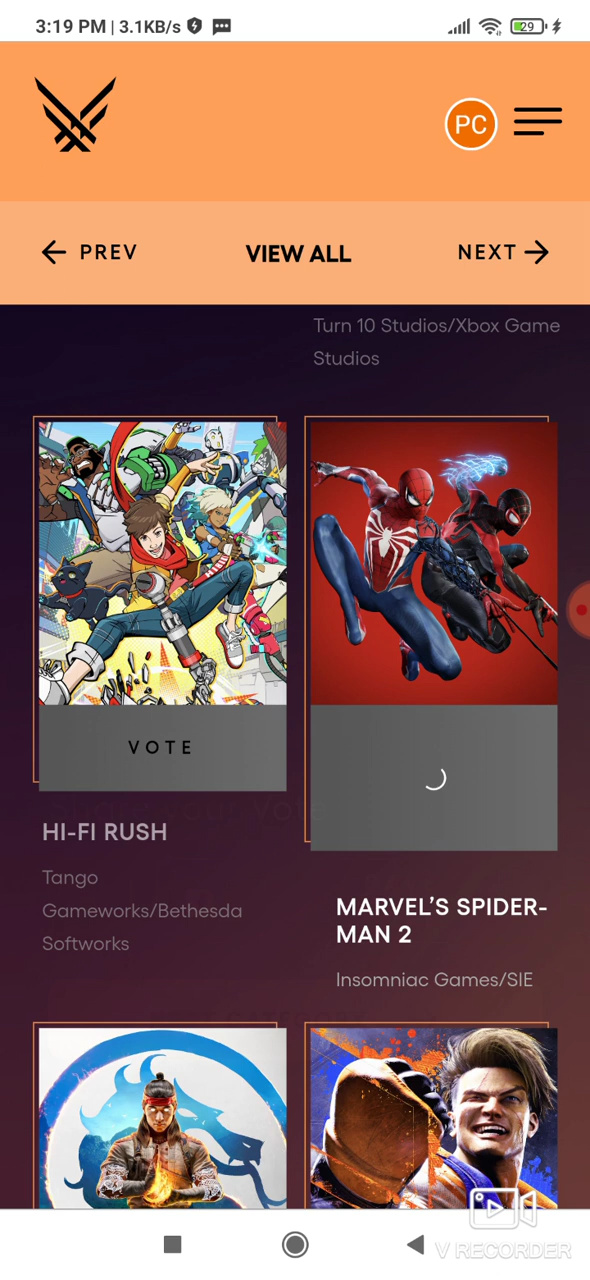 3:19 PM | 3.1KB/s
29
PC
PREV
VIEW ALL
NEXT
Turn 10 Studios/Xbox Game
Studios
VOTE
HI-FI RUSH
Tango
Gameworks/Bethesda
Softworks
MARVEL’S SPIDER-
MAN 2
Insomniac Games/SIE
V RECORDER